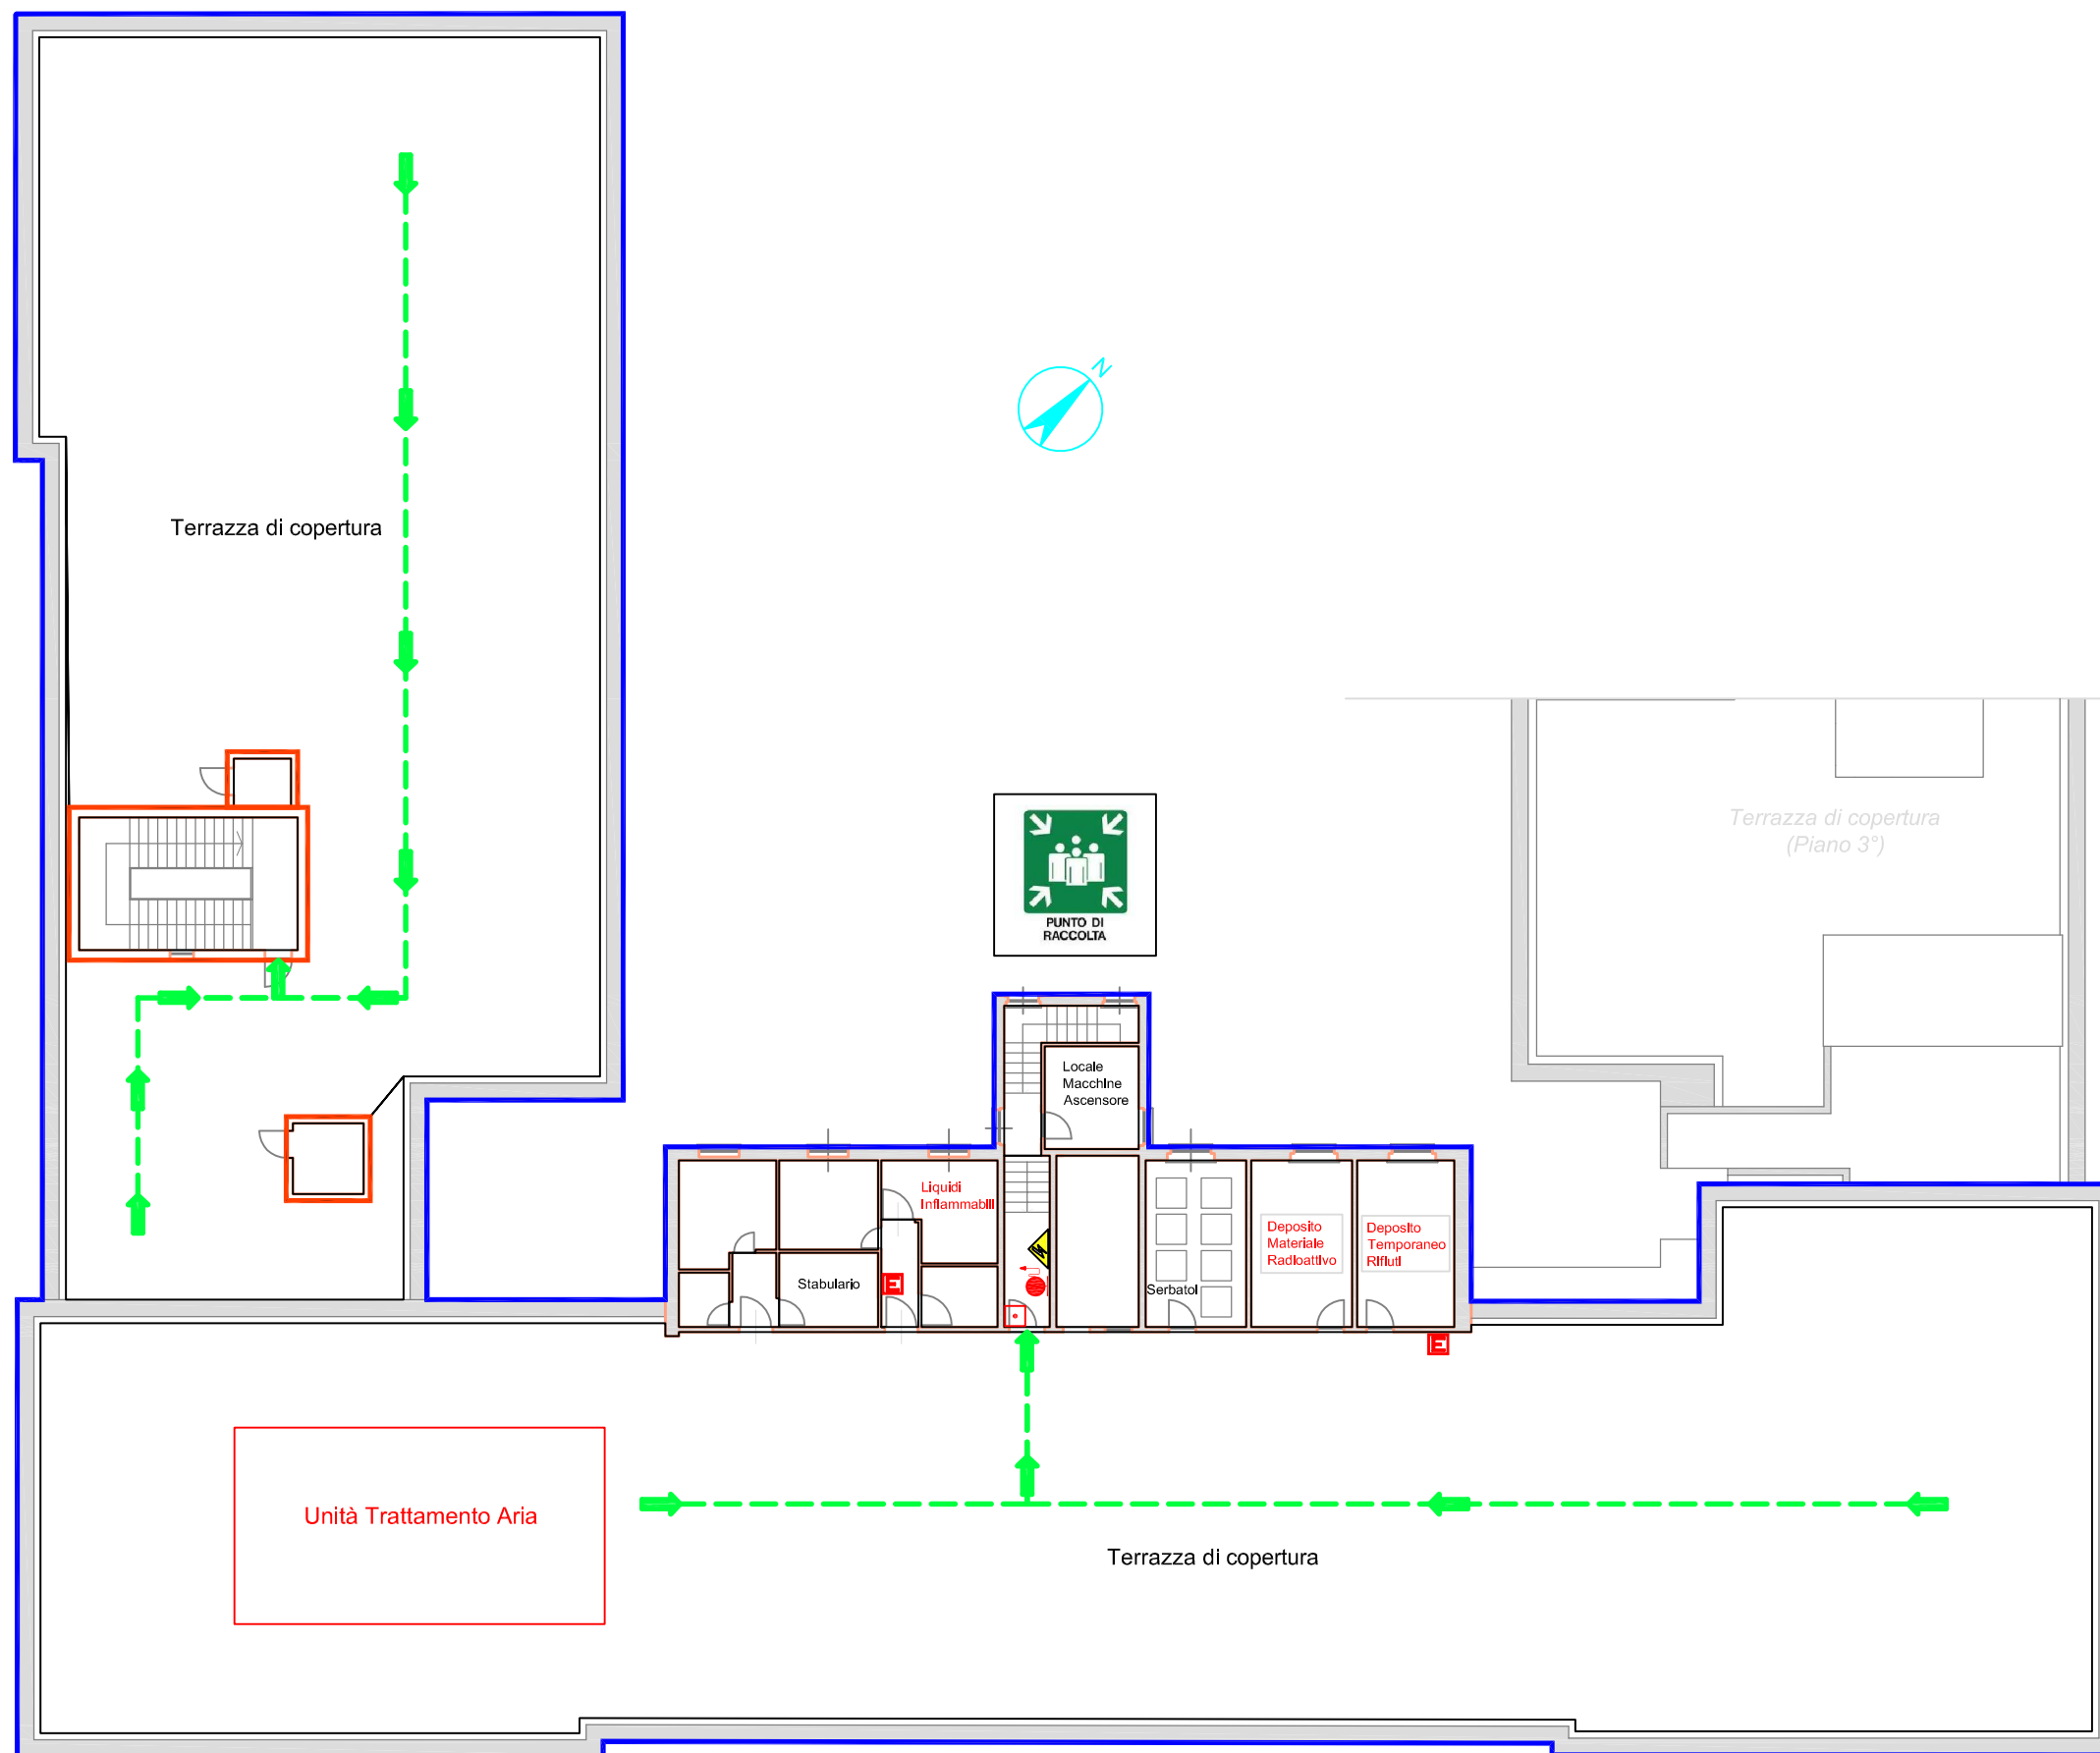 N
Terrazza di copertura
Terrazza di copertura
(Piano 3°)
PUNTO DI
RACCOLTA
Locale
Macchine
Ascensore
Liquidi
Infiammabili
Deposito
Materiale
Radioattivo
Deposito
Temporaneo
Rifiuti
Stabulario
E
Serbatoi
E
Unità Trattamento Aria
Terrazza di copertura